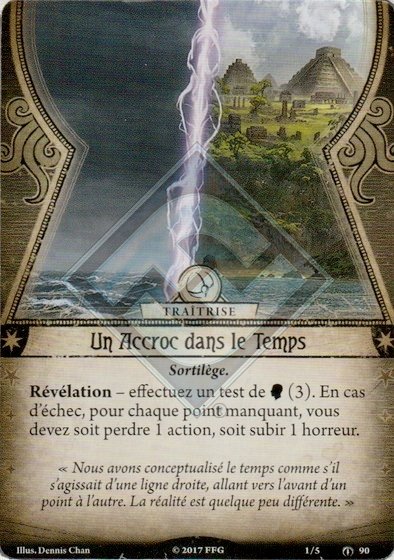 TRAÎTRISE
Un Accroc dans le Temps
Sortilège.
Révélation – effectuez un test de (3). En cas
d'échec, pour chaque point manquant, vous
devez soit perdre 1 action, soit subir 1 horreur.
« Nous avons conceptualisé le temps comme s'il
s'agissait d'une ligne droite, allant vers l'avant d'un
point à l'autre. La réalité est quelque peu différente. »
Illus. Dennis Chan
© 2017 FFG
1/5
90